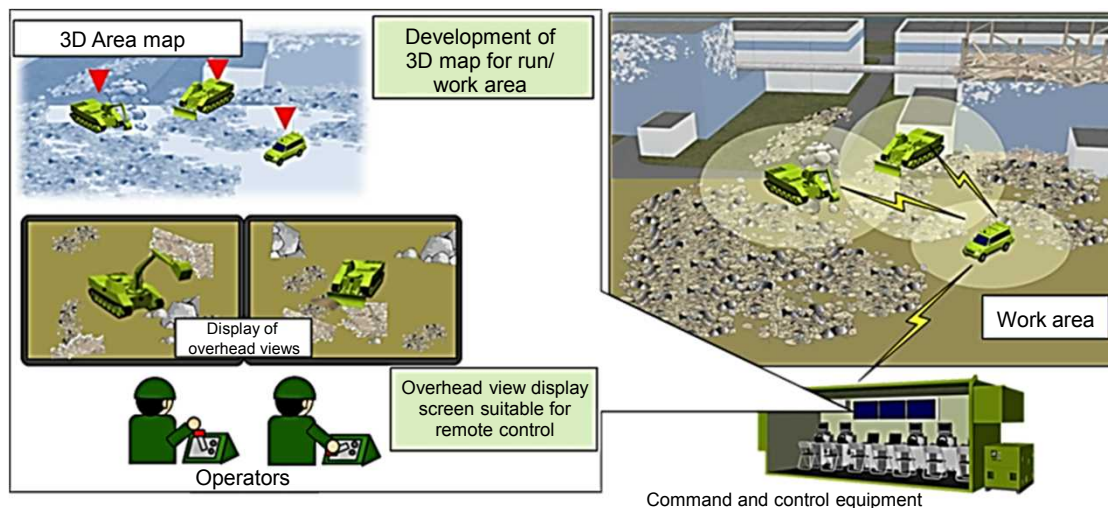 3D Area map
Development of
3D map for run/
work area
Display of
overhead views
Overhead view display
screen suitable for
remote control
Operators
Work area
Command and control equipment